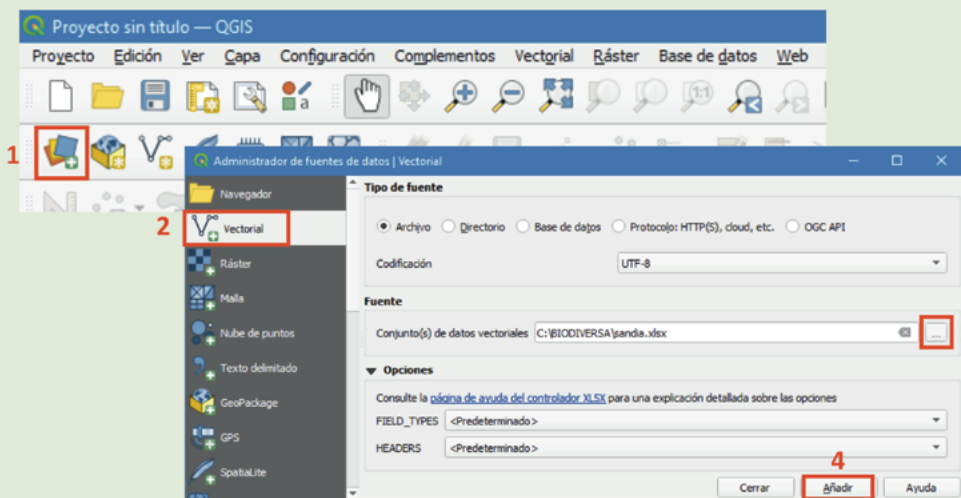 Proyecto sin título — QGIS
Proyecto Edición Ver Capa Configuración Complementos Vectorial Ráster Base de datos Web
a
1:1
1
Administrador de fuentes de datos | Vectorial
Navegador
2
Vectorial
Ráster
Malla
Nube de puntos
Texto delimitado
GeoPackage
GPS
SpatiaLite
Tipo de fuente
Archivo Directorio Base de datos Protocolo: HTTP(S), cloud, etc. OGC API
Codificación UTF-8
Fuente
Conjunto(s) de datos vectoriales C:\BIODIVERSA\sandia.xlsx ...
Opciones
Consulte la página de ayuda del controlador XLSX para una explicación detallada sobre las opciones
FIELD_TYPES <Predeterminado>
HEADERS <Predeterminado>
4
Cerrar Añadir Ayuda